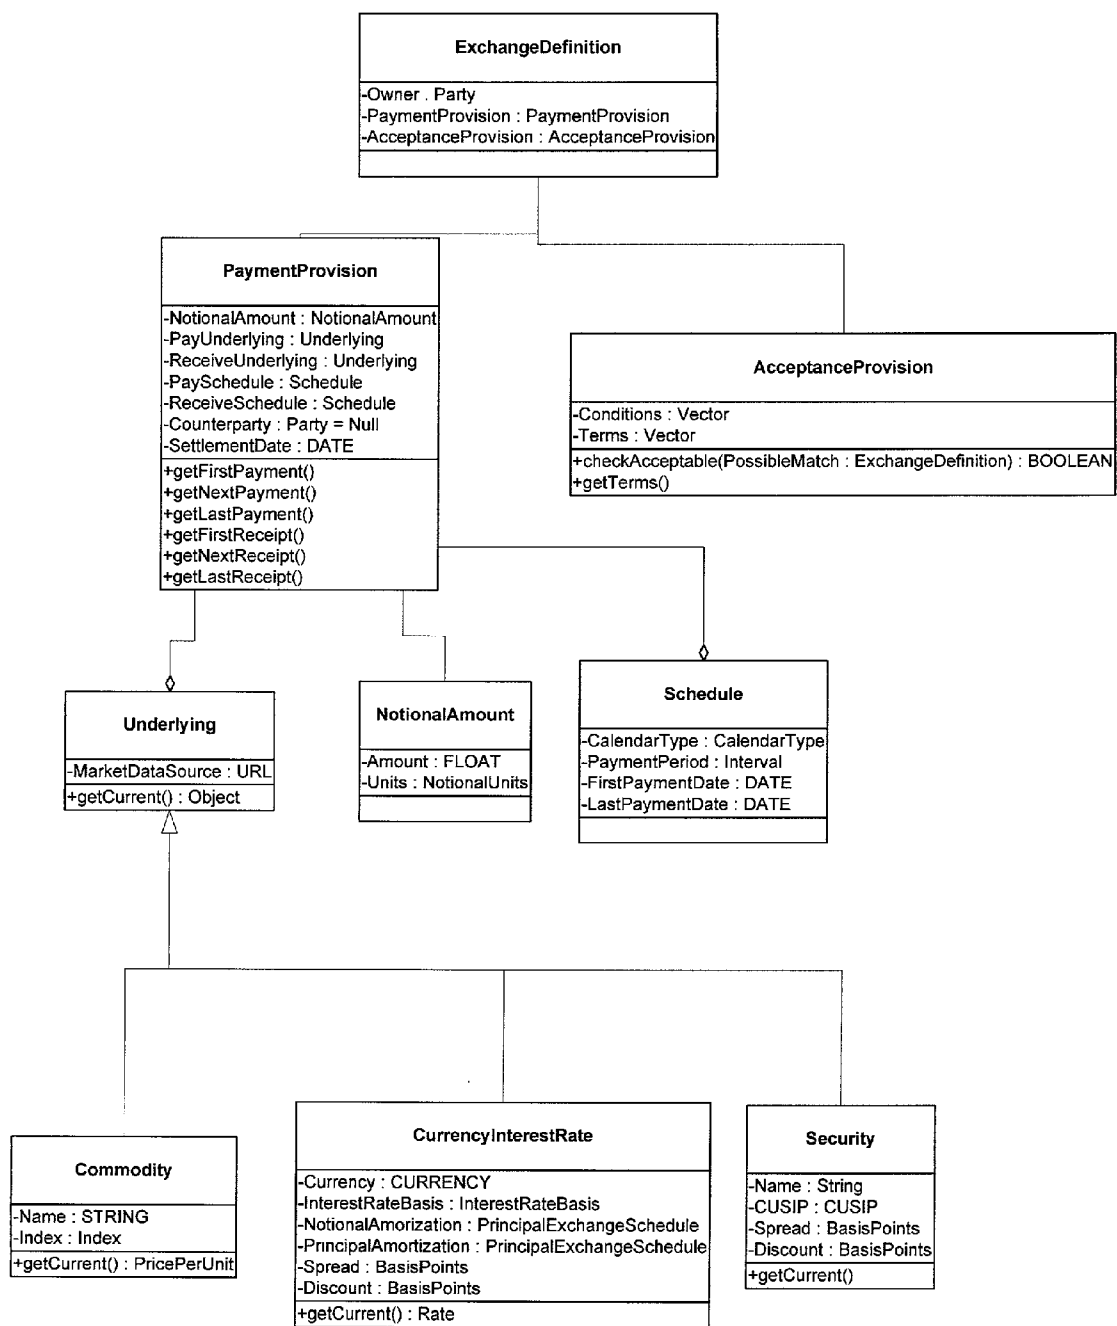 ExchangeDefinition
-Owner . Party
-PaymentProvision : PaymentProvision
-AcceptanceProvision : AcceptanceProvision
PaymentProvision
-NotionalAmount : NotionalAmount
-PayUnderlying : Underlying
-ReceiveUnderlying : Underlying
-PaySchedule : Schedule
-ReceiveSchedule : Schedule
-Counterparty : Party = Null
-SettlementDate : DATE
+getFirstPayment()
+getNextPayment()
+getLastPayment()
+getFirstReceipt()
+getNextReceipt()
+getLastReceipt()
AcceptanceProvision
-Conditions : Vector
-Terms : Vector
+checkAcceptable(PossibleMatch : ExchangeDefinition) : BOOLEAN
+getTerms()
Underlying
-MarketDataSource : URL
+getCurrent() : Object
NotionalAmount
-Amount : FLOAT
-Units : NotionalUnits
Schedule
-CalendarType : CalendarType
-PaymentPeriod : Interval
-FirstPaymentDate : DATE
-LastPaymentDate : DATE
Commodity
-Name : STRING
-Index : Index
+getCurrent() : PricePerUnit
CurrencyInterestRate
-Currency : CURRENCY
-InterestRateBasis : InterestRateBasis
-NotionalAmorization : PrincipalExchangeSchedule
-PrincipalAmortization : PrincipalExchangeSchedule
-Spread : BasisPoints
-Discount : BasisPoints
+getCurrent() : Rate
Security
-Name : String
-CUSIP : CUSIP
-Spread : BasisPoints
-Discount : BasisPoints
+getCurrent()